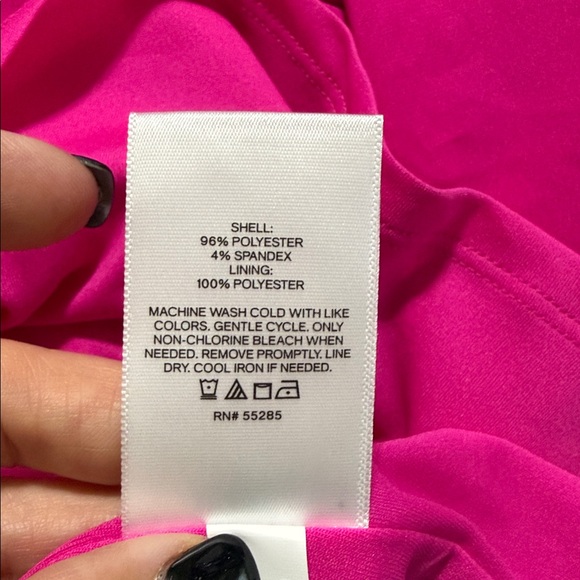 SHELL:
96% POLYESTER
4% SPANDEX
LINING:
100% POLYESTER
MACHINE WASH COLD WITH LIKE
COLORS. GENTLE CYCLE. ONLY
NON-CHLORINE BLEACH WHEN
NEEDED. REMOVE PROMPTLY. LINE
DRY. COOL IRON IF NEEDED.
RN# 55285